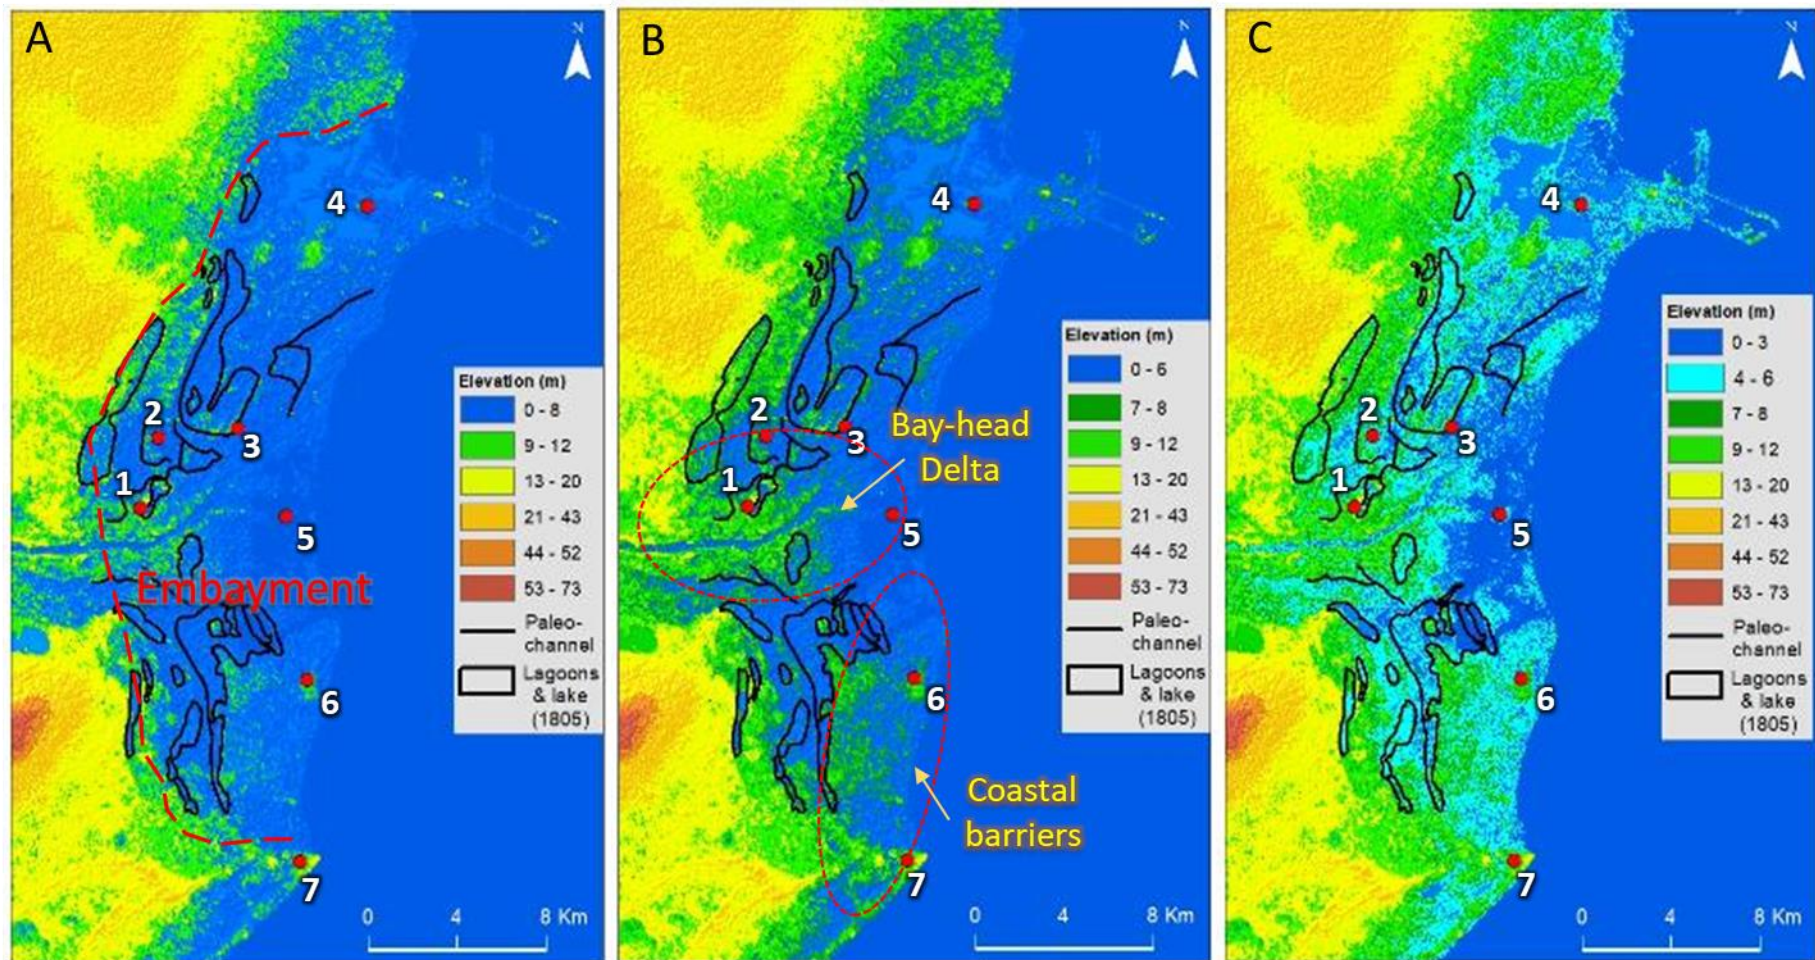 A
N
4
2
3
1
5
Embayment
6
7
Elevation (m)
0 - 8
9 - 12
13 - 20
21 - 43
44 - 52
53 - 73
Paleo-
channel
Lagoons
& lake
(1805)
0 4 8 Km
B
N
4
2
3
1
5
Bay-head
Delta
6
Coastal
barriers
7
Elevation (m)
0 - 6
7 - 8
9 - 12
13 - 20
21 - 43
44 - 52
53 - 73
Paleo-
channel
Lagoons
& lake
(1805)
0 4 8 Km
C
N
4
2
3
1
5
6
7
Elevation (m)
0 - 3
4 - 6
7 - 8
9 - 12
13 - 20
21 - 43
44 - 52
53 - 73
Paleo-
channel
Lagoons
& lake
(1805)
0 4 8 Km